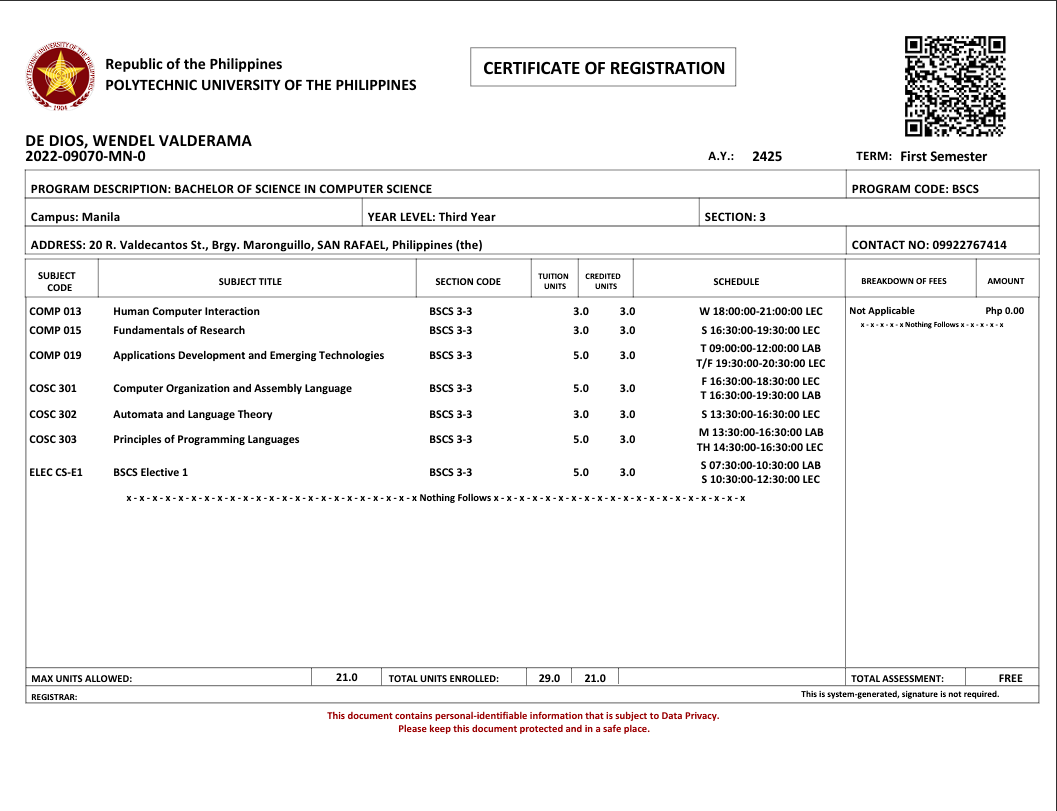 Republic of the Philippines
POLYTECHNIC UNIVERSITY OF THE PHILIPPINES
CERTIFICATE OF REGISTRATION
POLYTECHNIC UNIVERSITY OF THE PHILIPPINES
1904
DE DIOS, WENDEL VALDERAMA
2022-09070-MN-0
A.Y.: 2425 TERM: First Semester
PROGRAM DESCRIPTION: BACHELOR OF SCIENCE IN COMPUTER SCIENCE PROGRAM CODE: BSCS
Campus: Manila YEAR LEVEL: Third Year SECTION: 3
ADDRESS: 20 R. Valdecantos St., Brgy. Maronguillo, SAN RAFAEL, Philippines (the) CONTACT NO: 09922767414
SUBJECT CODE SUBJECT TITLE SECTION CODE TUITION UNITS CREDITED UNITS SCHEDULE BREAKDOWN OF FEES AMOUNT
COMP 013 Human Computer Interaction BSCS 3-3 3.0 3.0 W 18:00:00-21:00:00 LEC Not Applicable Php 0.00
x - x - x - x - x Nothing Follows x - x - x - x - x
COMP 015 Fundamentals of Research BSCS 3-3 3.0 3.0 S 16:30:00-19:30:00 LEC
COMP 019 Applications Development and Emerging Technologies BSCS 3-3 5.0 3.0 T 09:00:00-12:00:00 LAB
T/F 19:30:00-20:30:00 LEC
COSC 301 Computer Organization and Assembly Language BSCS 3-3 5.0 3.0 F 16:30:00-18:30:00 LEC
T 16:30:00-19:30:00 LAB
COSC 302 Automata and Language Theory BSCS 3-3 3.0 3.0 S 13:30:00-16:30:00 LEC
COSC 303 Principles of Programming Languages BSCS 3-3 5.0 3.0 M 13:30:00-16:30:00 LAB
TH 14:30:00-16:30:00 LEC
ELEC CS-E1 BSCS Elective 1 BSCS 3-3 5.0 3.0 S 07:30:00-10:30:00 LAB
S 10:30:00-12:30:00 LEC
x - x - x - x - x - x - x - x - x - x - x - x - x - x - x - x - x - x - x - x - x - x - x Nothing Follows x - x - x - x - x - x - x - x - x - x - x - x - x - x - x - x - x - x - x - x
MAX UNITS ALLOWED: 21.0 TOTAL UNITS ENROLLED: 29.0 21.0 TOTAL ASSESSMENT: FREE
REGISTRAR: This is system-generated, signature is not required.
This document contains personal-identifiable information that is subject to Data Privacy.
Please keep this document protected and in a safe place.